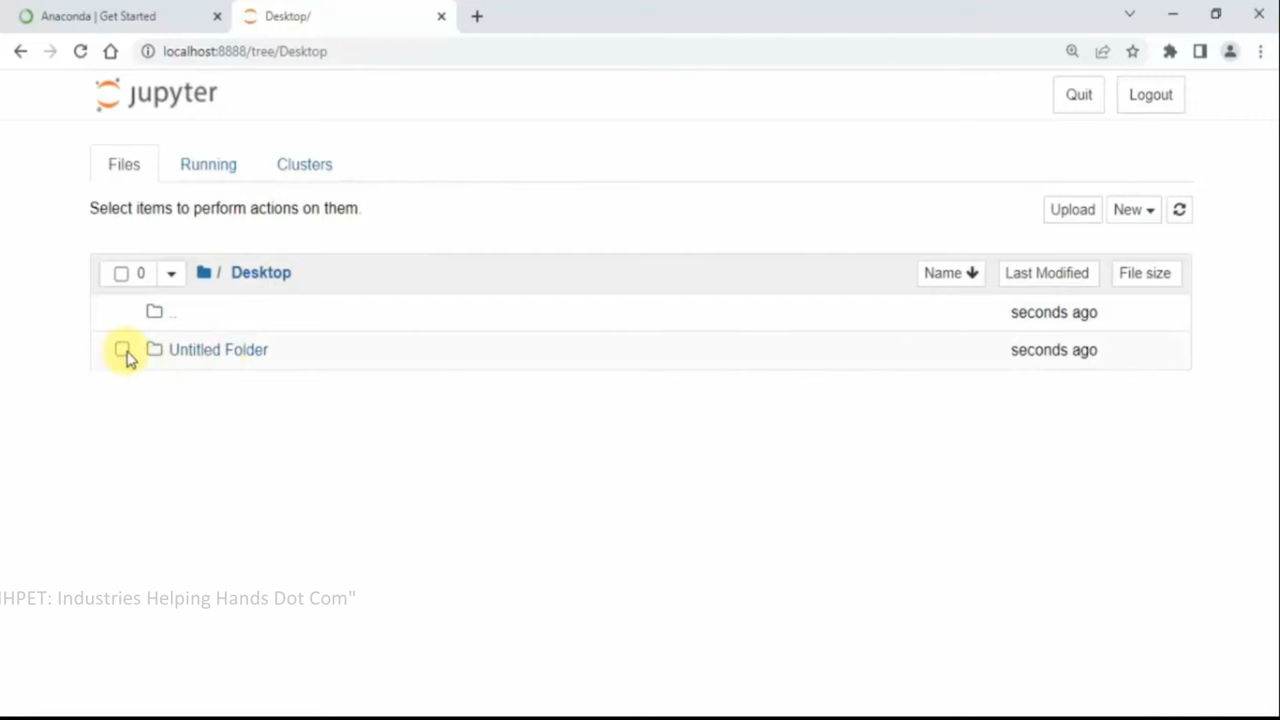 Anaconda | Get Started
Desktop/
localhost:8888/tree/Desktop
jupyter
Quit
Logout
Files
Running
Clusters
Select items to perform actions on them.
Upload
New
0
/ Desktop
Name
Last Modified
File size
..
seconds ago
Untitled Folder
seconds ago
HPET: Industries Helping Hands Dot Com"